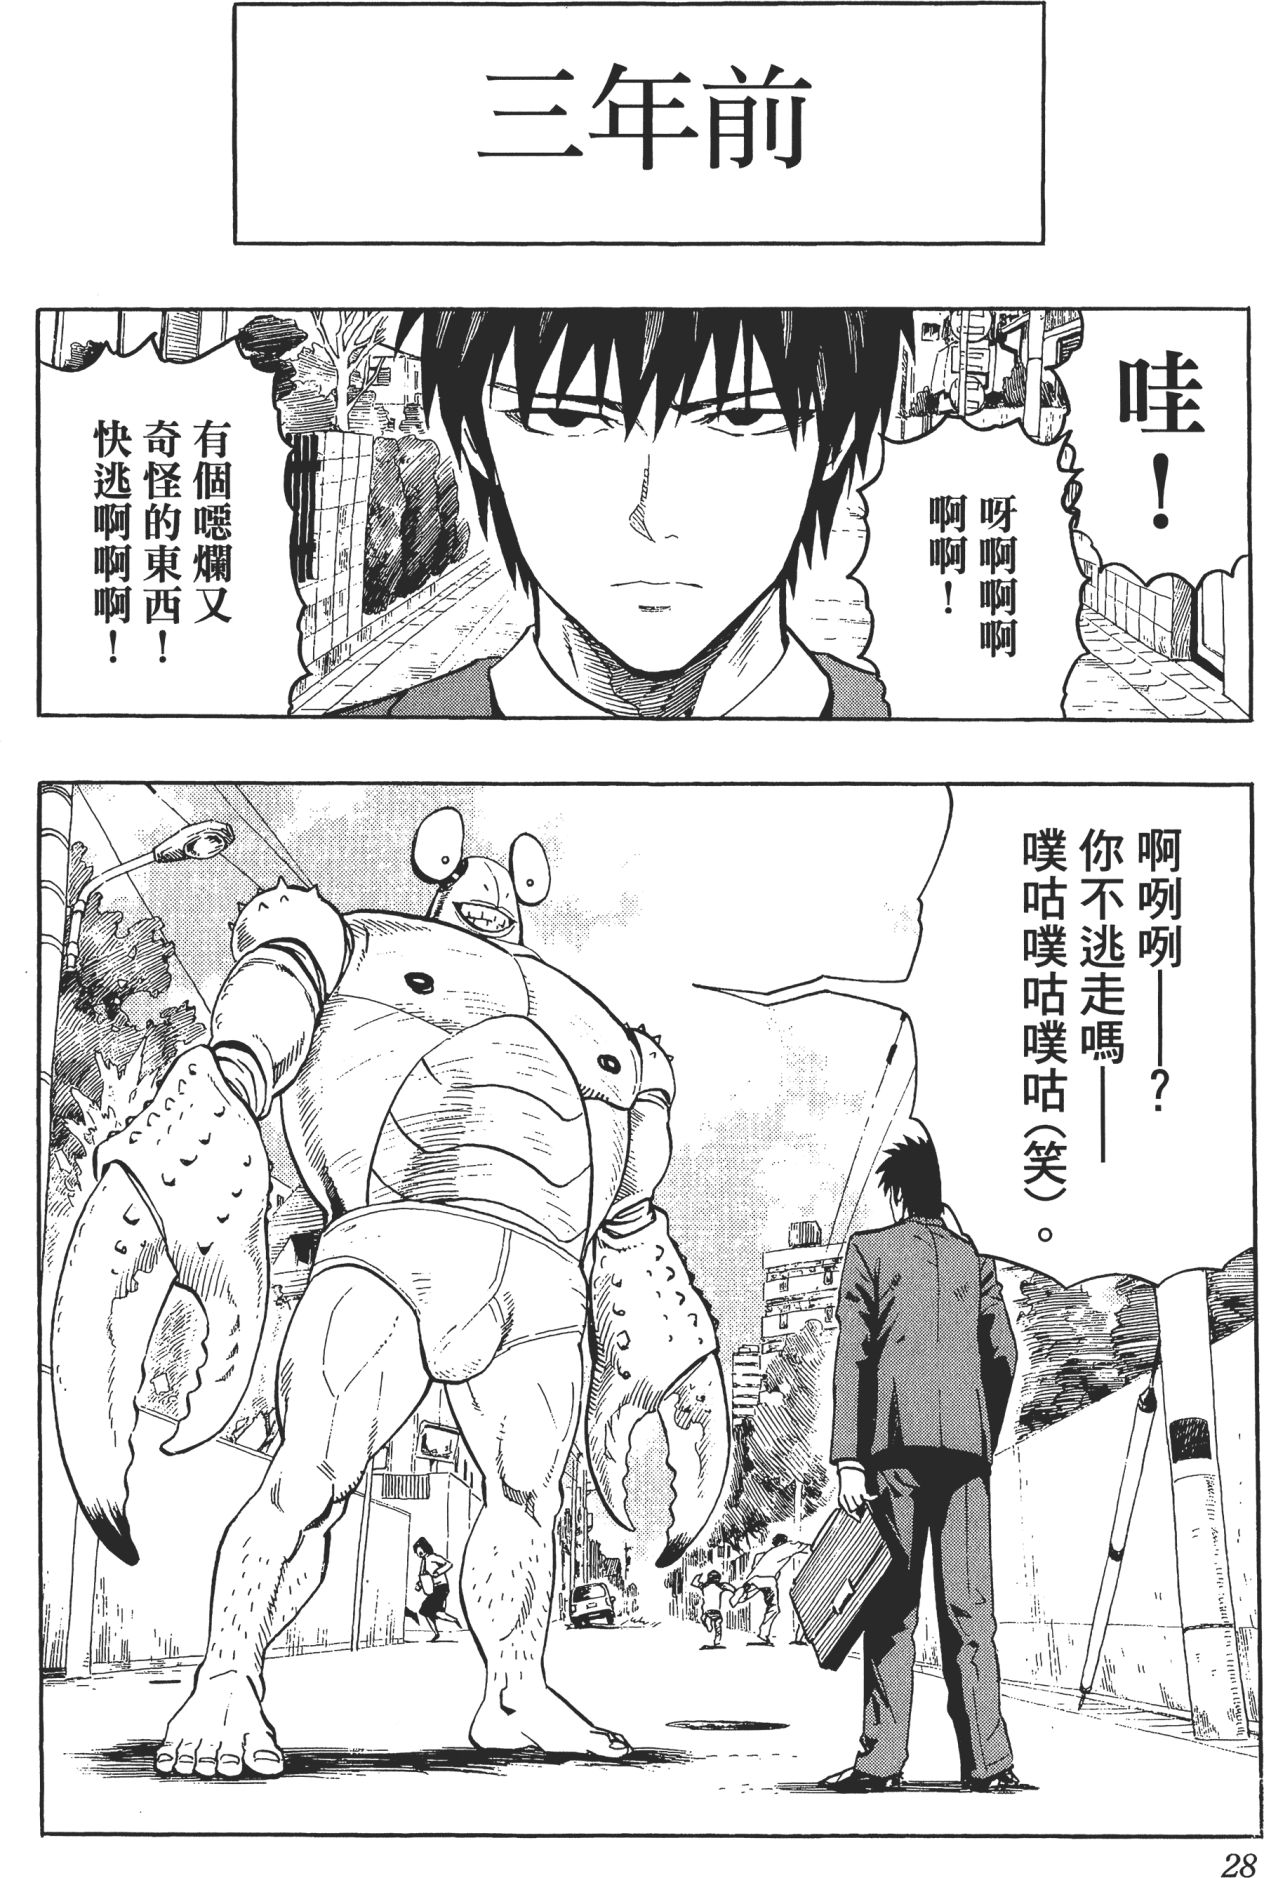 三年前
哇！
呀啊啊啊
啊啊！
有個噁爛又
奇怪的東西！
快逃啊啊啊！
啊咧咧──？
你不逃走嗎──
噗咕噗咕噗咕（笑）。
28